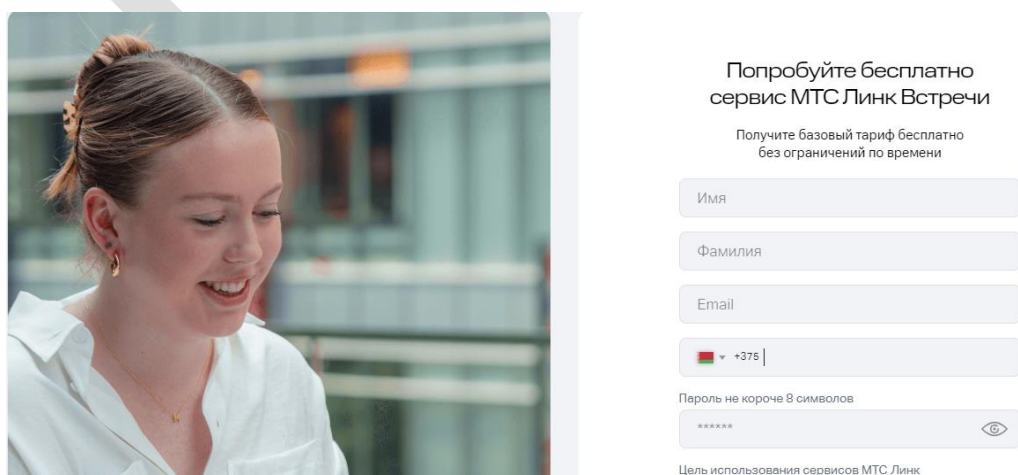 Попробуйте бесплатно
сервис МТС Линк Встречи
Получите базовый тариф бесплатно
без ограничений по времени
Имя
Фамилия
Email
+375
Пароль не короче 8 символов
******
Цель использования сервисов МТС Линк